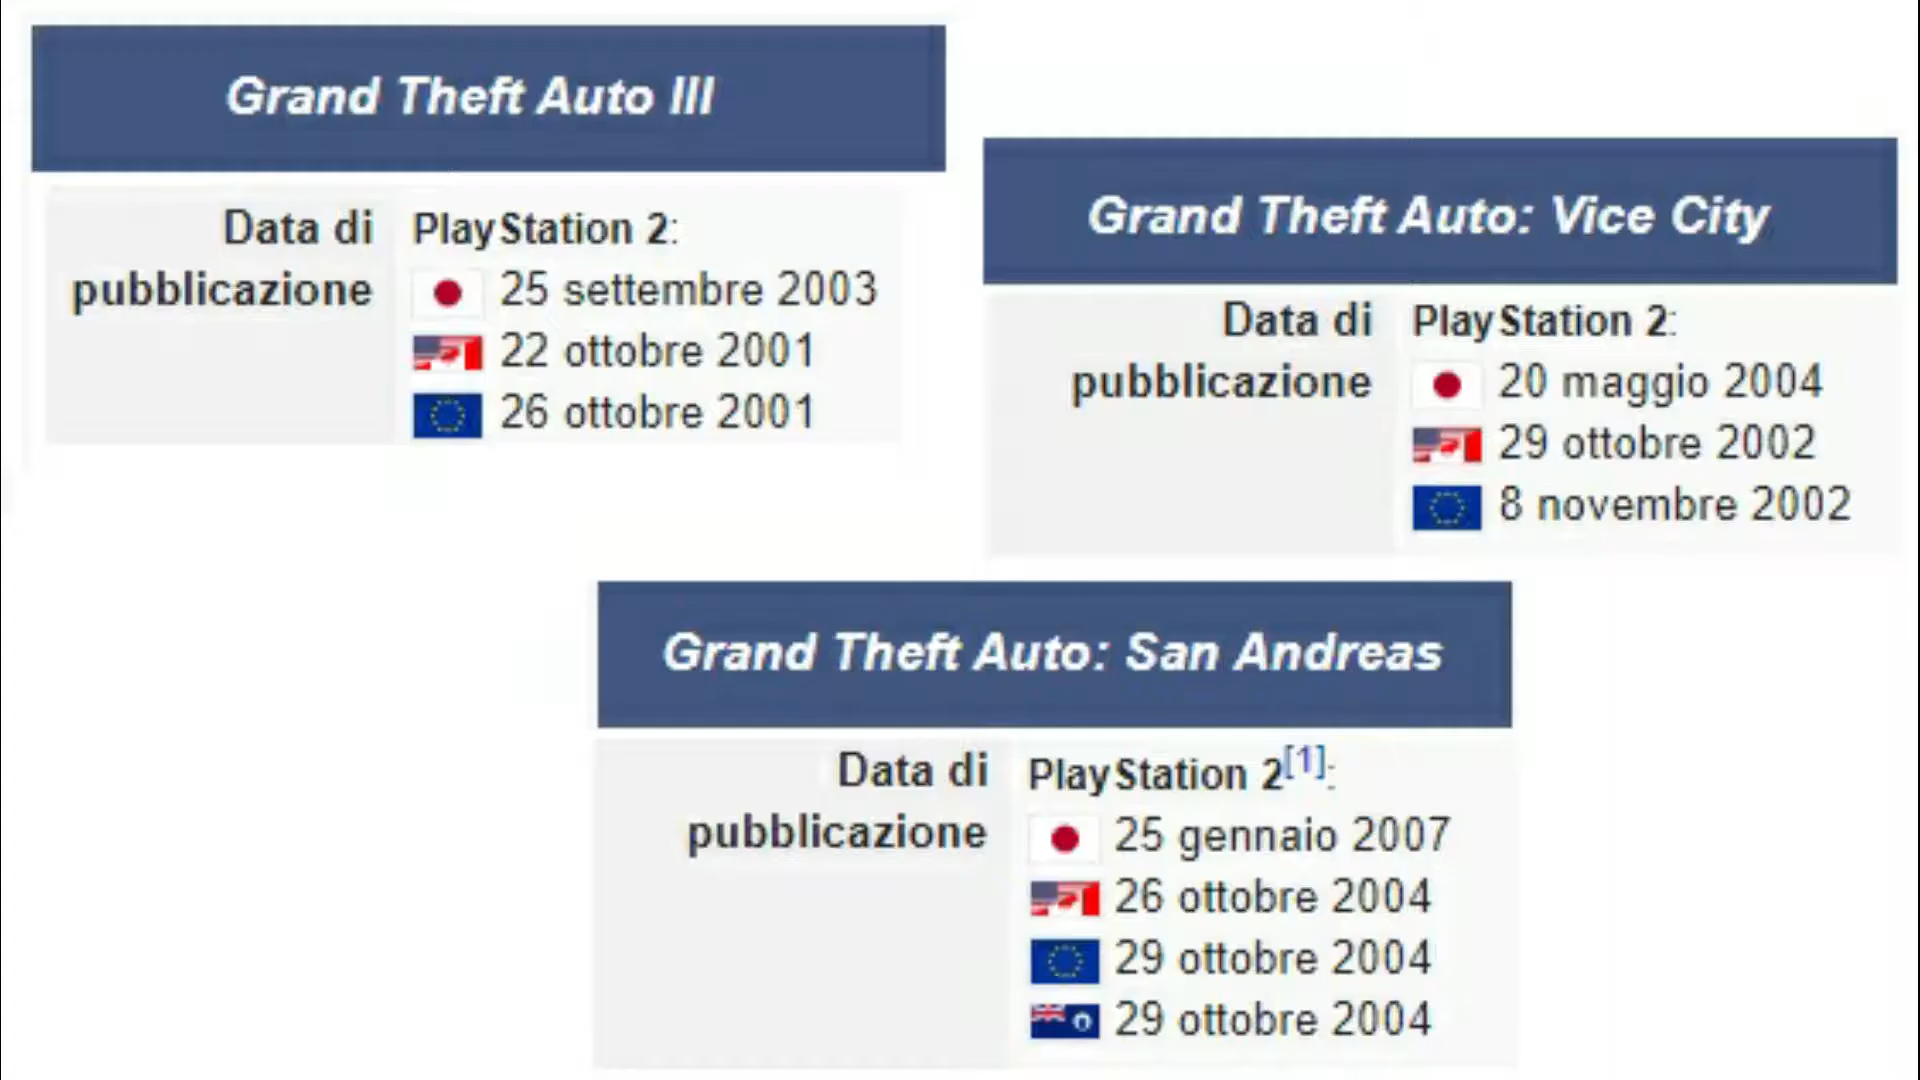 Grand Theft Auto III
Data di pubblicazione
PlayStation 2:
25 settembre 2003
22 ottobre 2001
26 ottobre 2001
Grand Theft Auto: Vice City
Data di pubblicazione
PlayStation 2:
20 maggio 2004
29 ottobre 2002
8 novembre 2002
Grand Theft Auto: San Andreas
Data di pubblicazione
PlayStation 2[1]:
25 gennaio 2007
26 ottobre 2004
29 ottobre 2004
29 ottobre 2004